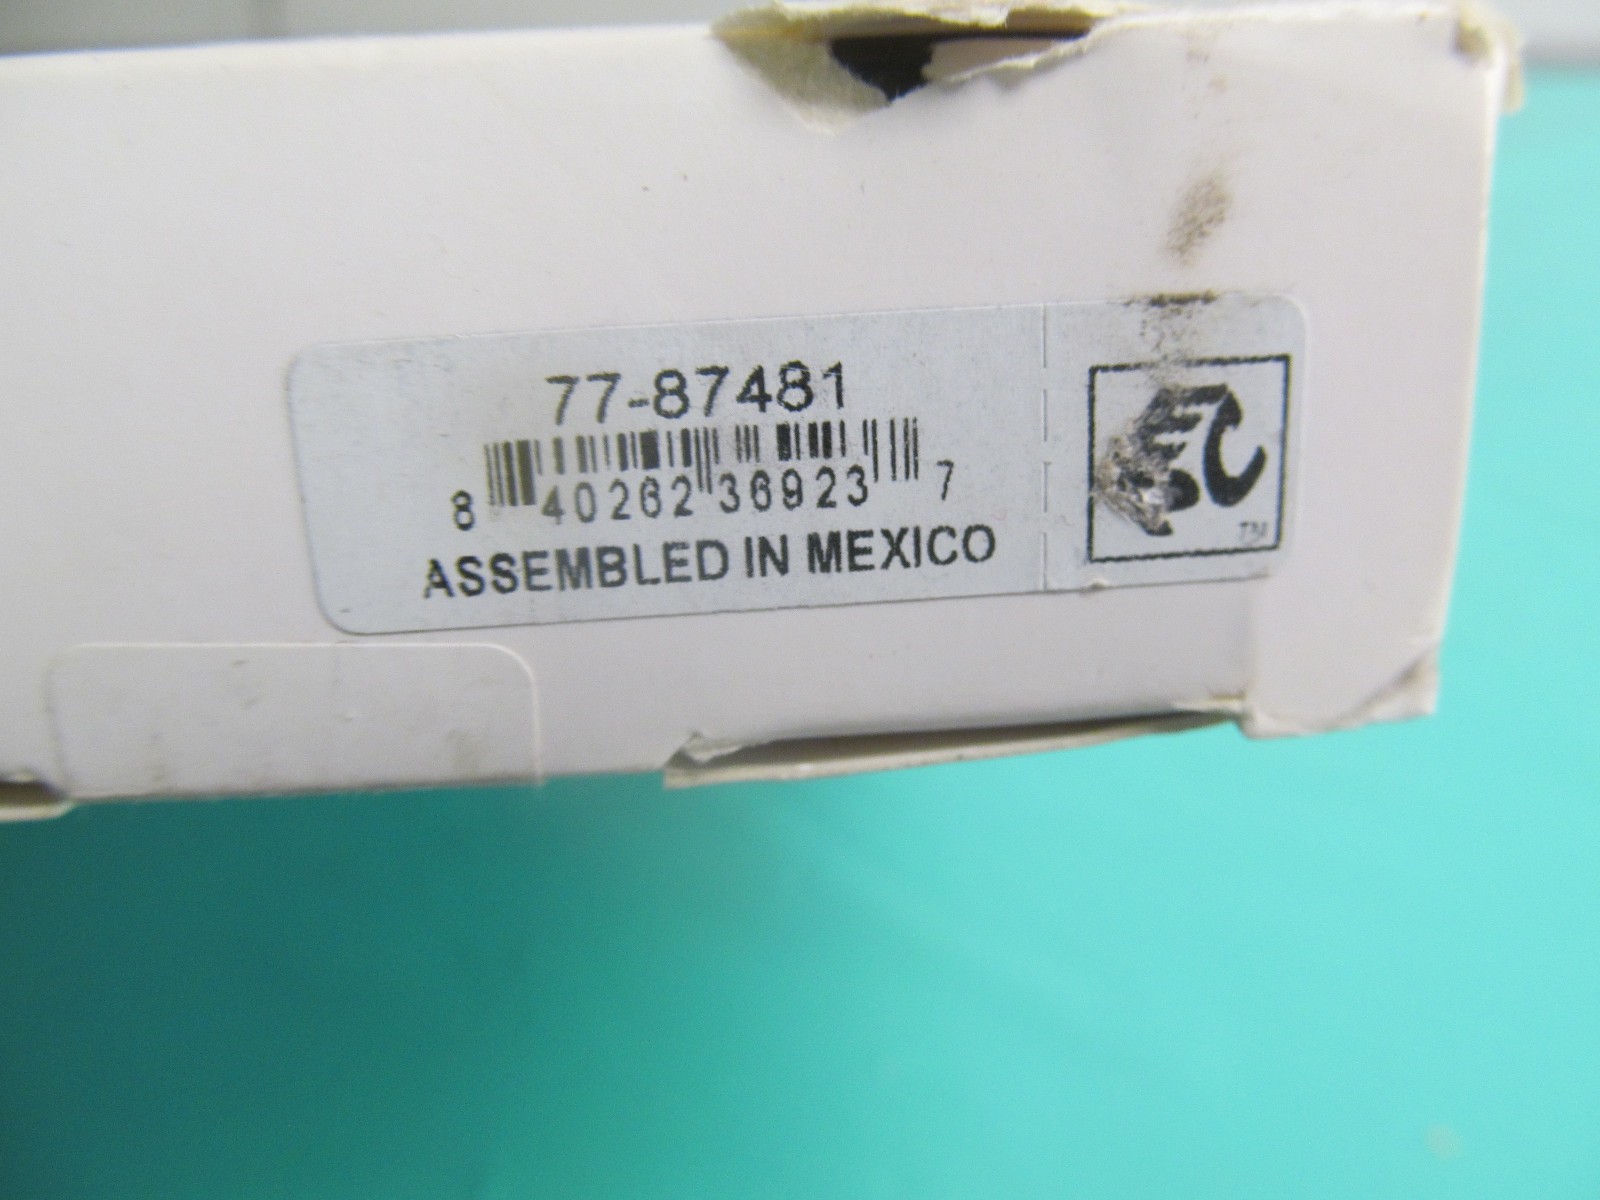 77-87481
8 40262 36923 7
ASSEMBLED IN MEXICO
TM